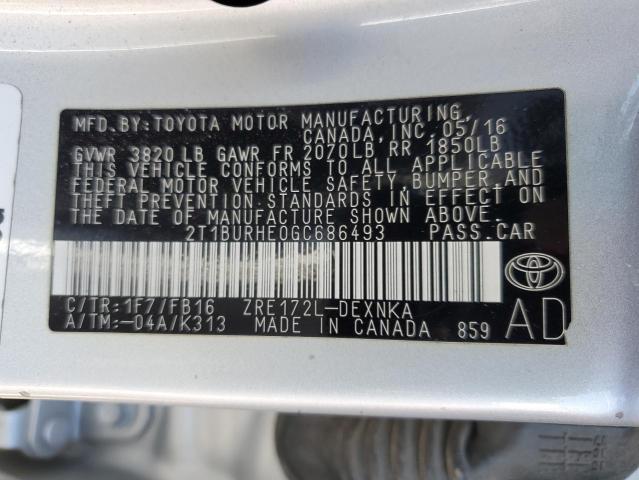 MFD.BY:TOYOTA MOTOR MANUFACTURING,
CANADA, INC. 05/16
GVWR 3820 LB GAWR FR 2070LB, RR 1850LB
THIS VEHICLE CONFORMS TO ALL APPLICABLE
FEDERAL MOTOR VEHICLE SAFETY, BUMPER, AND
THEFT PREVENTION STANDARDS IN EFFECT ON
THE DATE OF MANUFACTURE SHOWN ABOVE.
2T1BURHE0GC686493 PASS.CAR
C/TR:1F7/FB16 ZRE172L-DEXNKA
A/TM:-04A/K313 MADE IN CANADA 859 AD